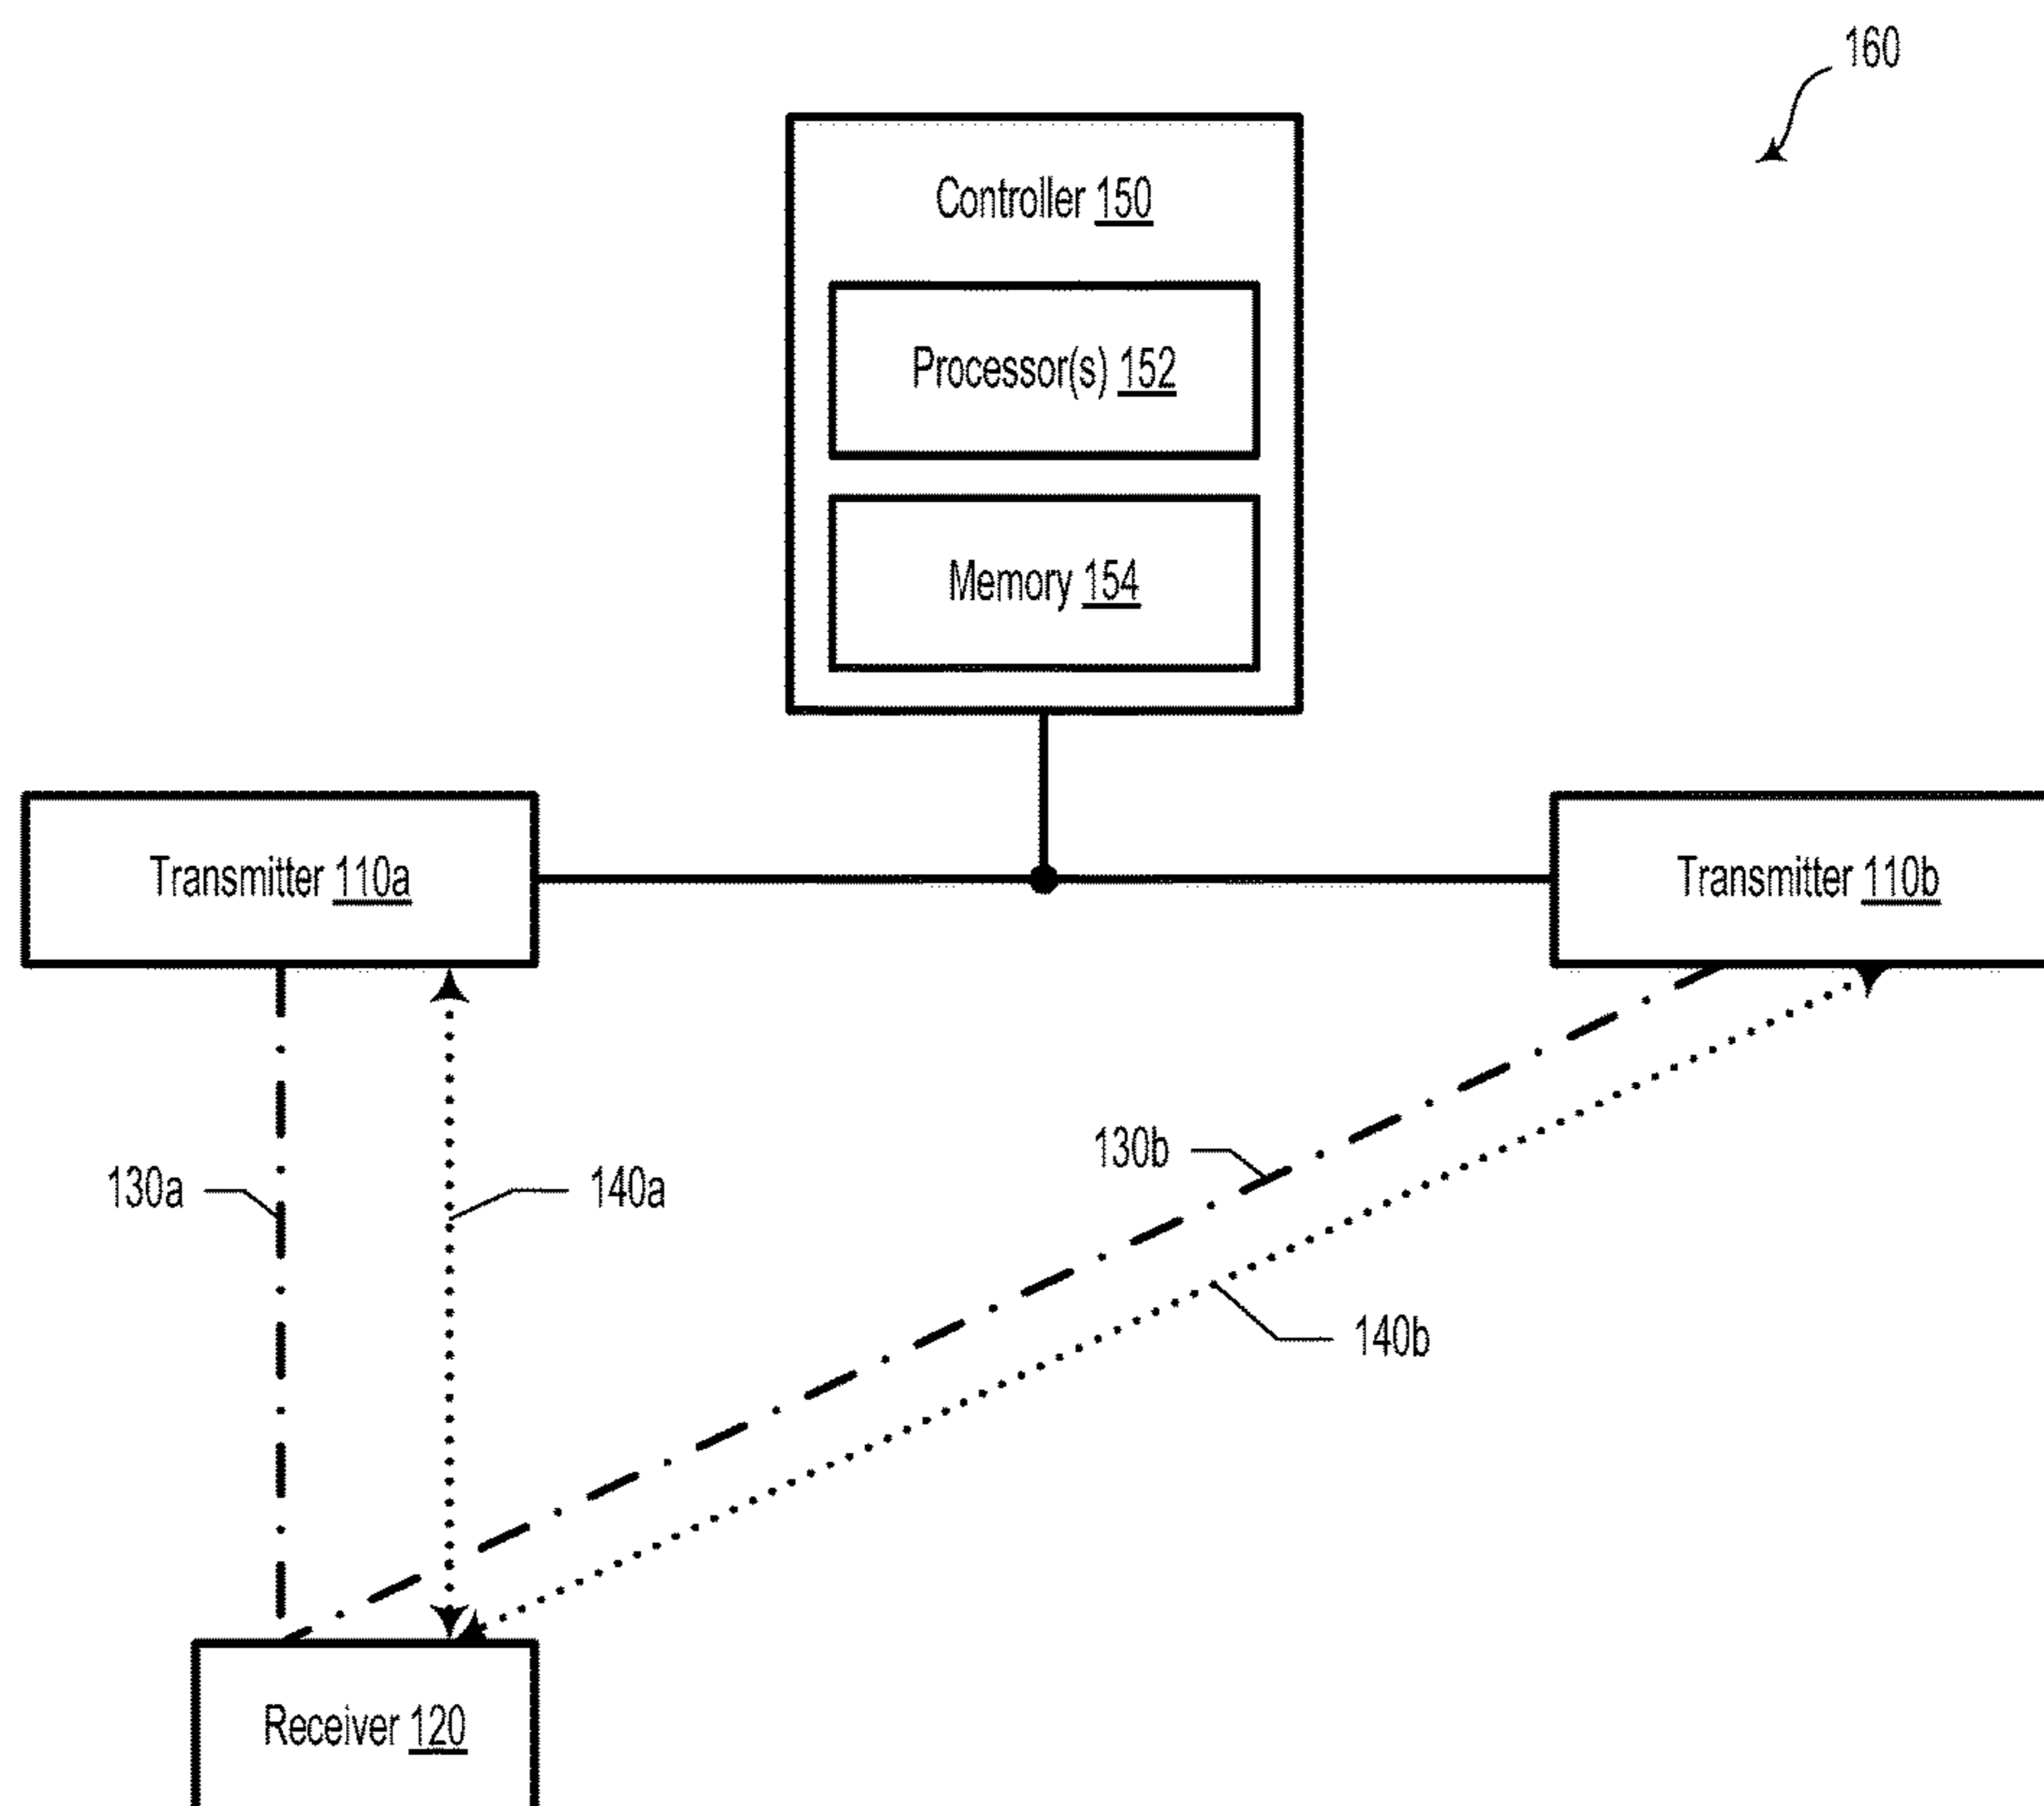 160
Controller 150
Processor(s) 152
Memory 154
Transmitter 110a
Transmitter 110b
130b
130a
140a
140b
Receiver 120